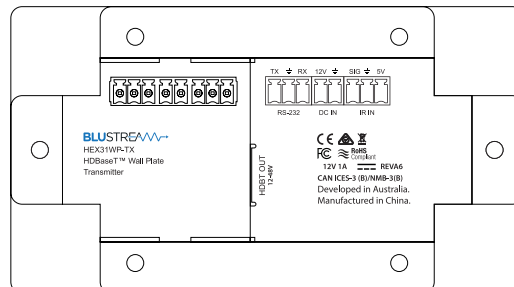 TX RX 12V SIG 5V
RS-232 DC IN IR IN
BLUSTREAM
HEX31WP-TX
HDBaseT™ Wall Plate
Transmitter
HDBT OUT
12-48V
CE
FC RoHS
Compliant
12V 1A REVA6
CAN ICES-3 (B)/NMB-3(B)
Developed in Australia.
Manufactured in China.